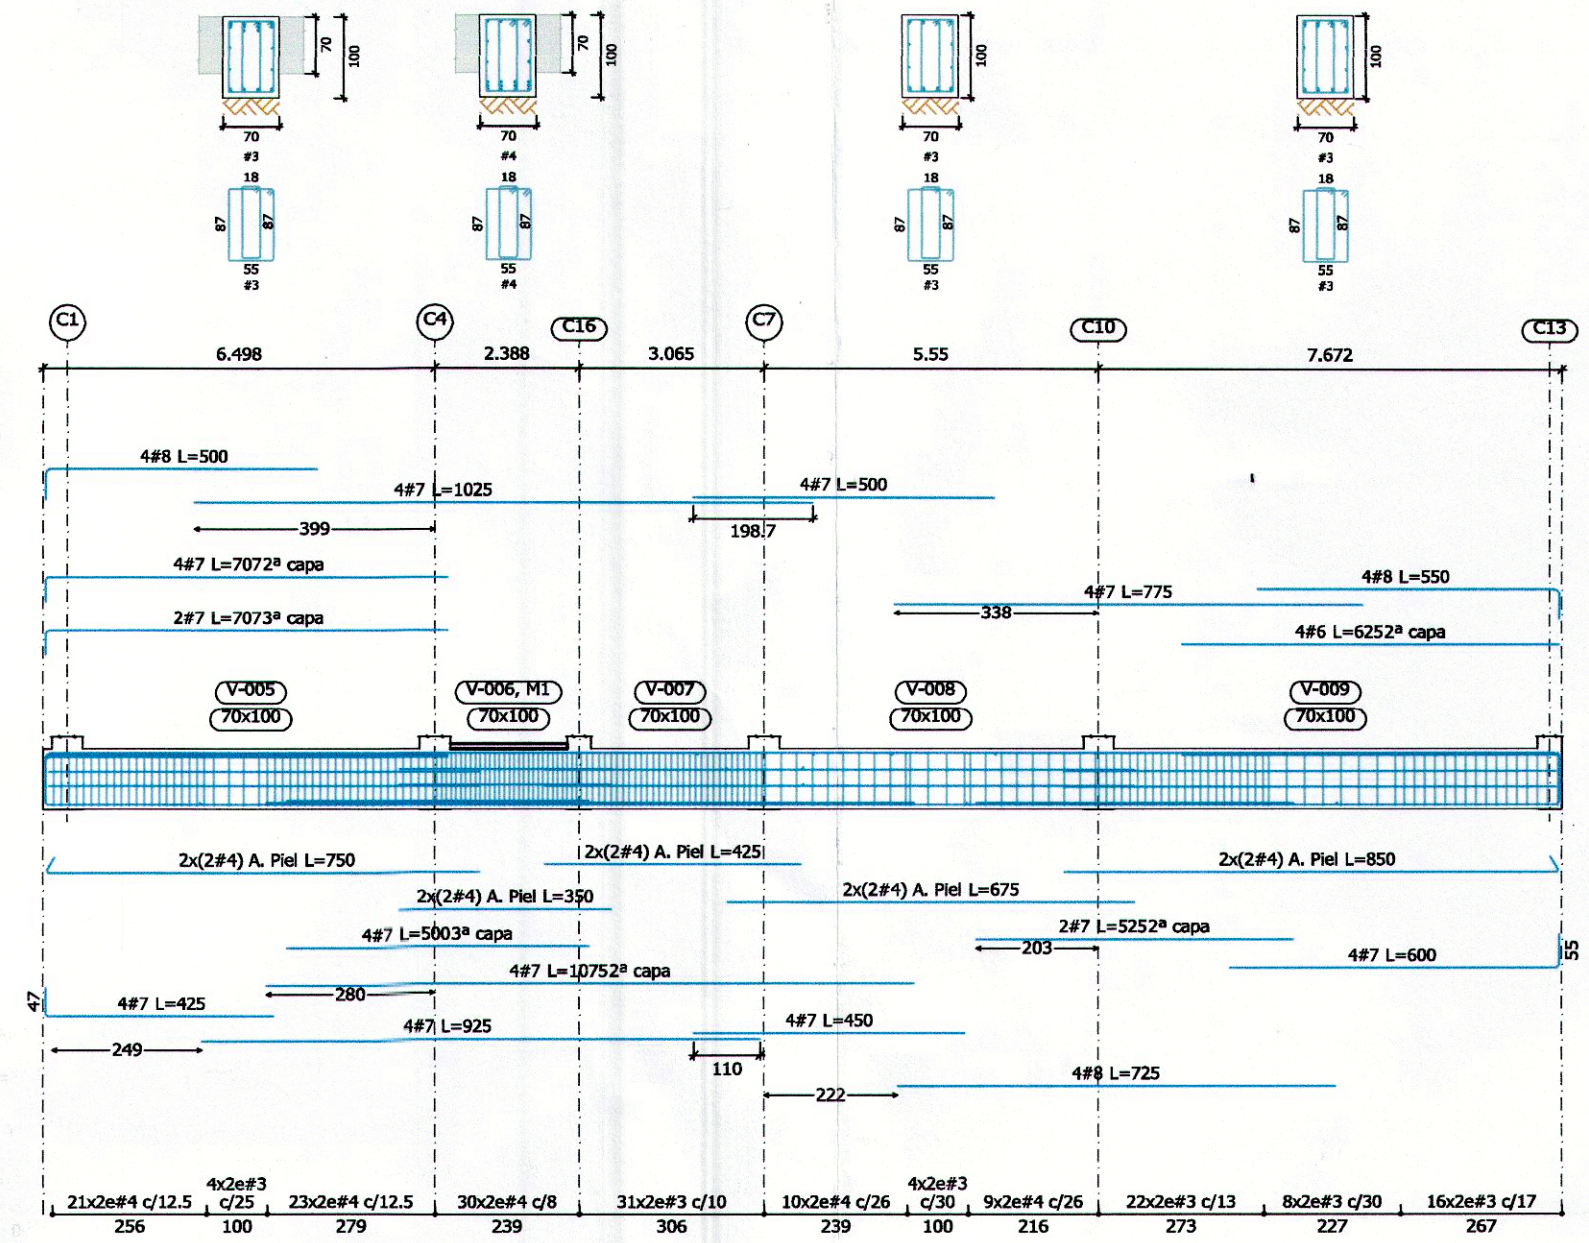 70
100
70
100
100
100
70
70
70
70
#3
#4
#3
#3
18
18
18
18
87
87
87
87
87
87
87
87
55
55
55
55
#3
#4
#3
#3
C1
C4
C16
C7
C10
C13
6.498
2.388
3.065
5.55
7.672
4#8 L=500
4#7 L=1025
4#7 L=500
399
198.7
4#7 L=7072ª capa
4#8 L=550
4#7 L=775
338
2#7 L=7073ª capa
4#6 L=6252ª capa
V-005
V-006, M1
V-007
V-008
V-009
70x100
70x100
70x100
70x100
70x100
2x(2#4) A. Piel L=750
2x(2#4) A. Piel L=425
2x(2#4) A. Piel L=850
2x(2#4) A. Piel L=350
2x(2#4) A. Piel L=675
4#7 L=5003ª capa
2#7 L=5252ª capa
203
4#7 L=600
55
4#7 L=10752ª capa
280
47
4#7 L=425
4#7 L=925
4#7 L=450
249
110
4#8 L=725
222
21x2e#4 c/12.5
4x2e#3
c/25
23x2e#4 c/12.5
30x2e#4 c/8
31x2e#3 c/10
10x2e#4 c/26
4x2e#3
c/30
9x2e#4 c/26
22x2e#3 c/13
8x2e#3 c/30
16x2e#3 c/17
256
100
279
239
306
239
100
216
273
227
267